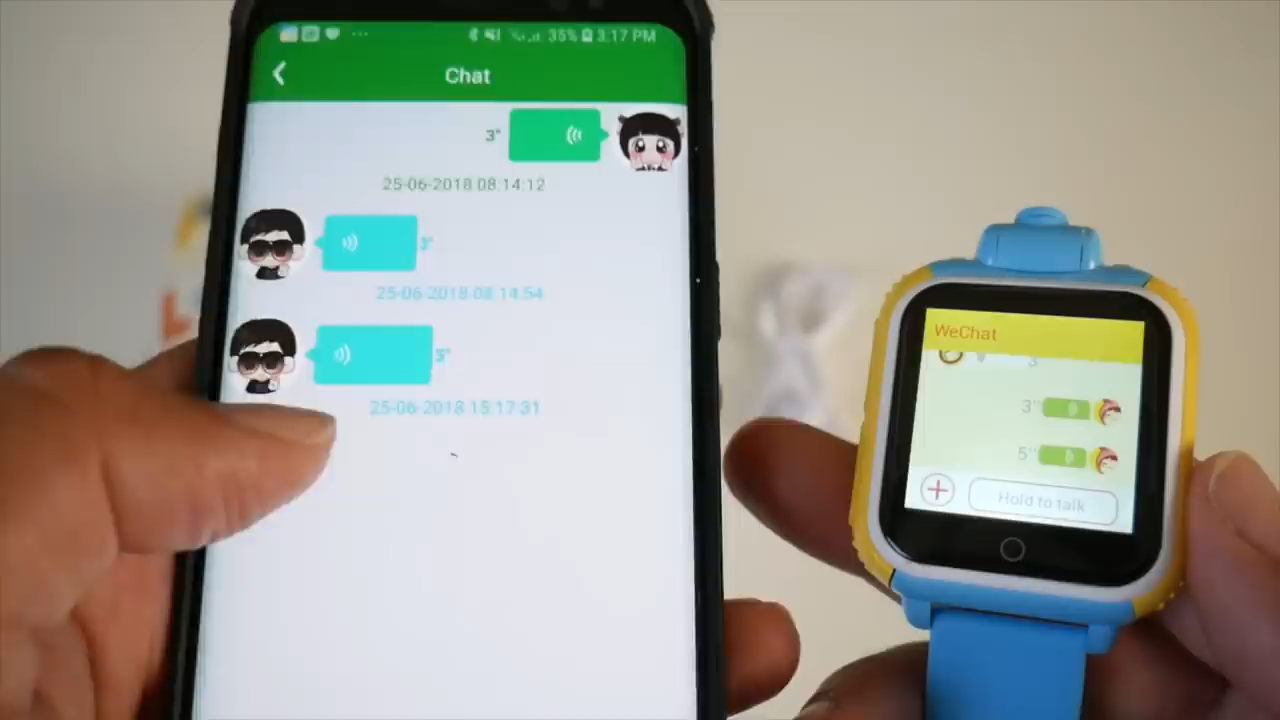 35% 3:17 PM
Chat
3"
25-06-2018 08:14:12
3"
25-06-2018 08:14:54
3"
25-06-2018 15:17:31
WeChat
3
3"
5"
Hold to talk